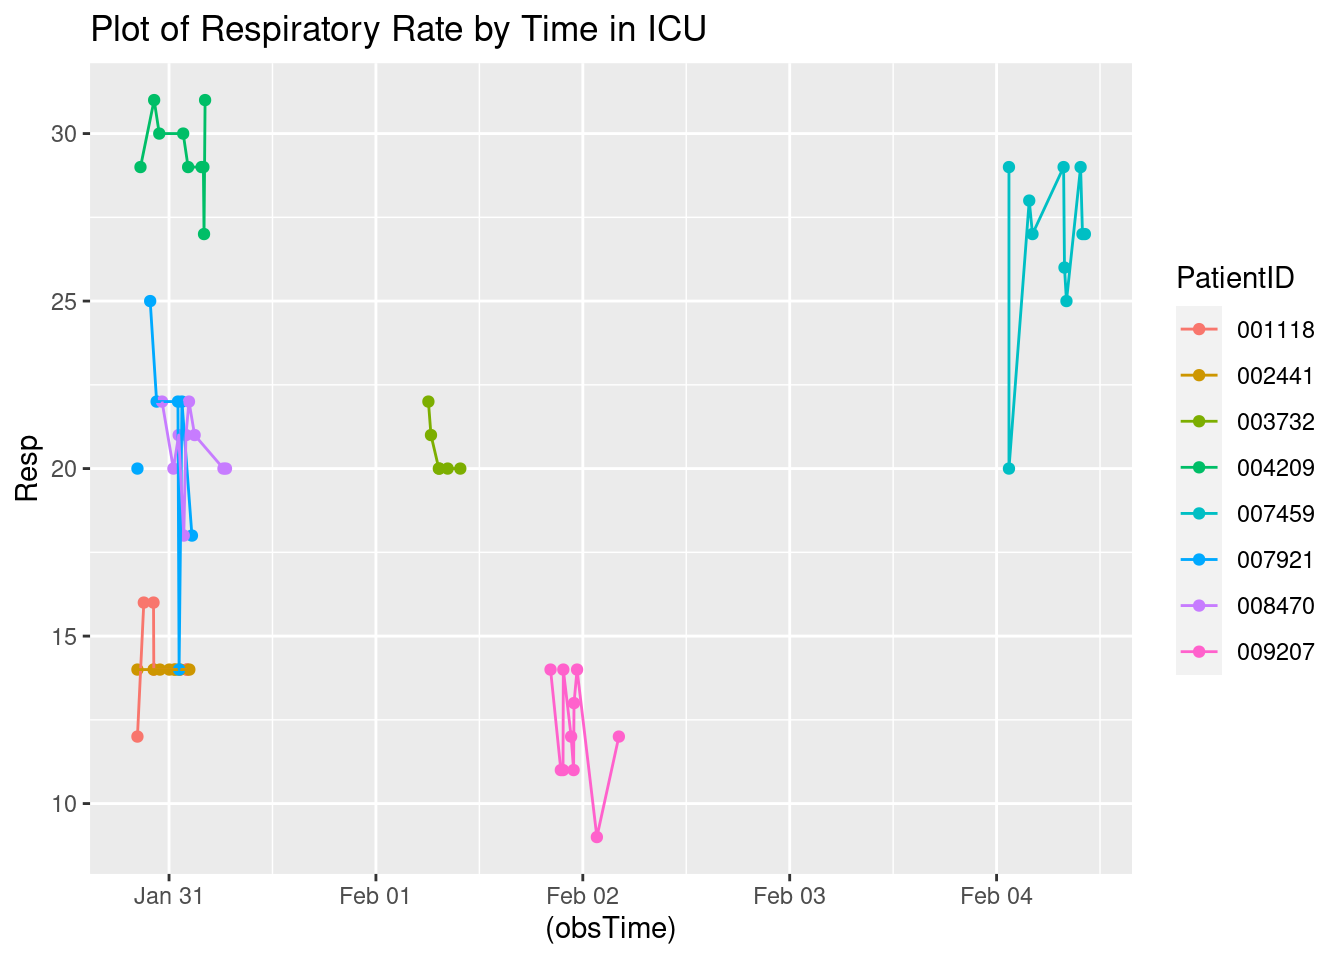 Plot of Respiratory Rate by Time in ICU
Resp
30
25
20
15
10
Jan 31 Feb 01 Feb 02 Feb 03 Feb 04
(obsTime)
PatientID
001118
002441
003732
004209
007459
007921
008470
009207